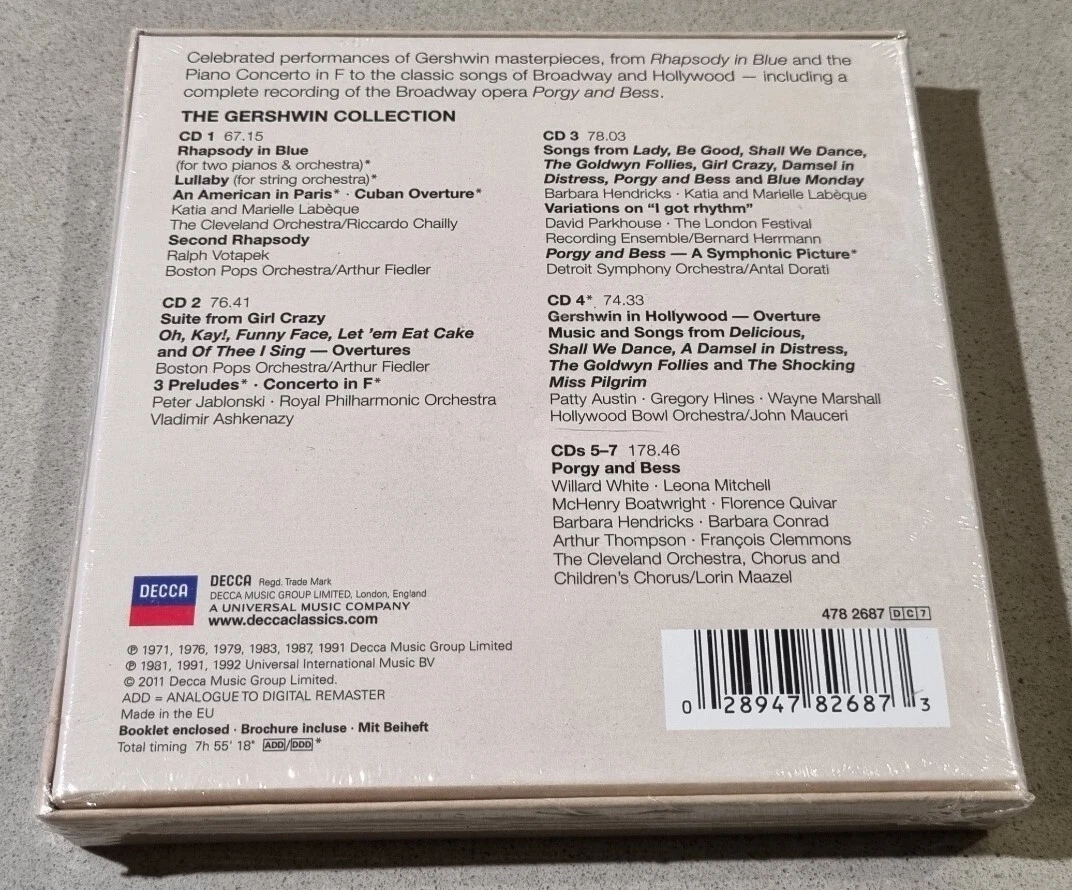 Celebrated performances of Gershwin masterpieces, from Rhapsody in Blue and the
Piano Concerto in F to the classic songs of Broadway and Hollywood — including a
complete recording of the Broadway opera Porgy and Bess.
THE GERSHWIN COLLECTION
CD 1 67.15
Rhapsody in Blue
(for two pianos & orchestra)*
Lullaby (for string orchestra)*
An American in Paris* · Cuban Overture*
Katia and Marielle Labèque
The Cleveland Orchestra/Riccardo Chailly
Second Rhapsody
Ralph Votapek
Boston Pops Orchestra/Arthur Fiedler
CD 2 76.41
Suite from Girl Crazy
Oh, Kay!, Funny Face, Let 'em Eat Cake
and Of Thee I Sing — Overtures
Boston Pops Orchestra/Arthur Fiedler
3 Preludes* · Concerto in F*
Peter Jablonski · Royal Philharmonic Orchestra
Vladimir Ashkenazy
CD 3 78.03
Songs from Lady, Be Good, Shall We Dance,
The Goldwyn Follies, Girl Crazy, Damsel in
Distress, Porgy and Bess and Blue Monday
Barbara Hendricks · Katia and Marielle Labèque
Variations on “I got rhythm”
David Parkhouse · The London Festival
Recording Ensemble/Bernard Herrmann
Porgy and Bess — A Symphonic Picture*
Detroit Symphony Orchestra/Antal Dorati
CD 4* 74.33
Gershwin in Hollywood — Overture
Music and Songs from Delicious,
Shall We Dance, A Damsel in Distress,
The Goldwyn Follies and The Shocking
Miss Pilgrim
Patty Austin · Gregory Hines · Wayne Marshall
Hollywood Bowl Orchestra/John Mauceri
CDs 5–7 178.46
Porgy and Bess
Willard White · Leona Mitchell
McHenry Boatwright · Florence Quivar
Barbara Hendricks · Barbara Conrad
Arthur Thompson · François Clemmons
The Cleveland Orchestra, Chorus and
Children's Chorus/Lorin Maazel
DECCA
DECCA Regd. Trade Mark
DECCA MUSIC GROUP LIMITED, London, England
A UNIVERSAL MUSIC COMPANY
www.deccaclassics.com
℗ 1971, 1976, 1979, 1983, 1987, 1991 Decca Music Group Limited
℗ 1981, 1991, 1992 Universal International Music BV
© 2011 Decca Music Group Limited.
ADD = ANALOGUE TO DIGITAL REMASTER
Made in the EU
Booklet enclosed · Brochure incluse · Mit Beiheft
Total timing 7h 55' 18" ADD/DDD*
478 2687 DC7
0 28947 82687 3